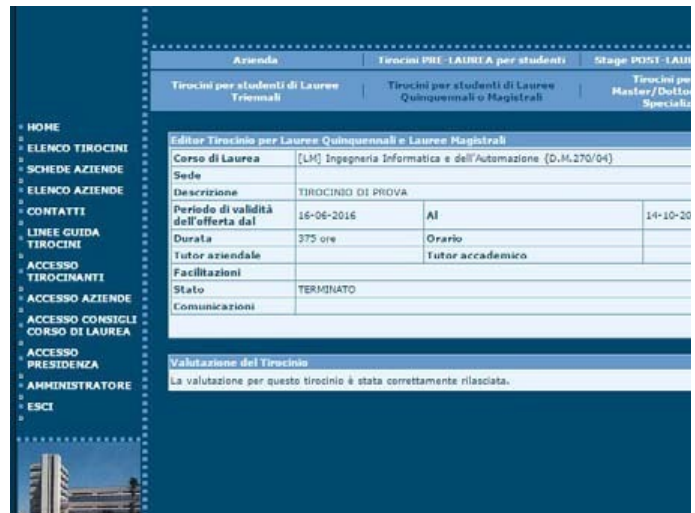 Azienda
Tirocini PRE-LAUREA per studenti
Stage POST-LAU
Tirocini per studenti di Lauree
Triennali
Tirocini per studenti di Lauree
Quinquennali o Magistrali
Tirocini pe
Master/Dotto
Specializ
HOME
ELENCO TIROCINI
SCHEDE AZIENDE
ELENCO AZIENDE
CONTATTI
LINEE GUIDA
TIROCINI
ACCESSO
TIROCINANTI
ACCESSO AZIENDE
ACCESSO CONSIGLI
CORSO DI LAUREA
ACCESSO
PRESIDENZA
AMMINISTRATORE
ESCI
Editor Tirocinio per Lauree Quinquennali e Lauree Magistrali
Corso di Laurea [LM] Ingegneria Informatica e dell'Automazione {D.M.270/04}
Sede
Descrizione TIROCINIO DI PROVA
Periodo di validità
dell'offerta dal 16-06-2016 Al 14-10-20
Durata 375 ore Orario
Tutor aziendale Tutor accademico
Facilitazioni
Stato TERMINATO
Comunicazioni
Valutazione del Tirocinio
La valutazione per questo tirocinio è stata correttamente rilasciata.